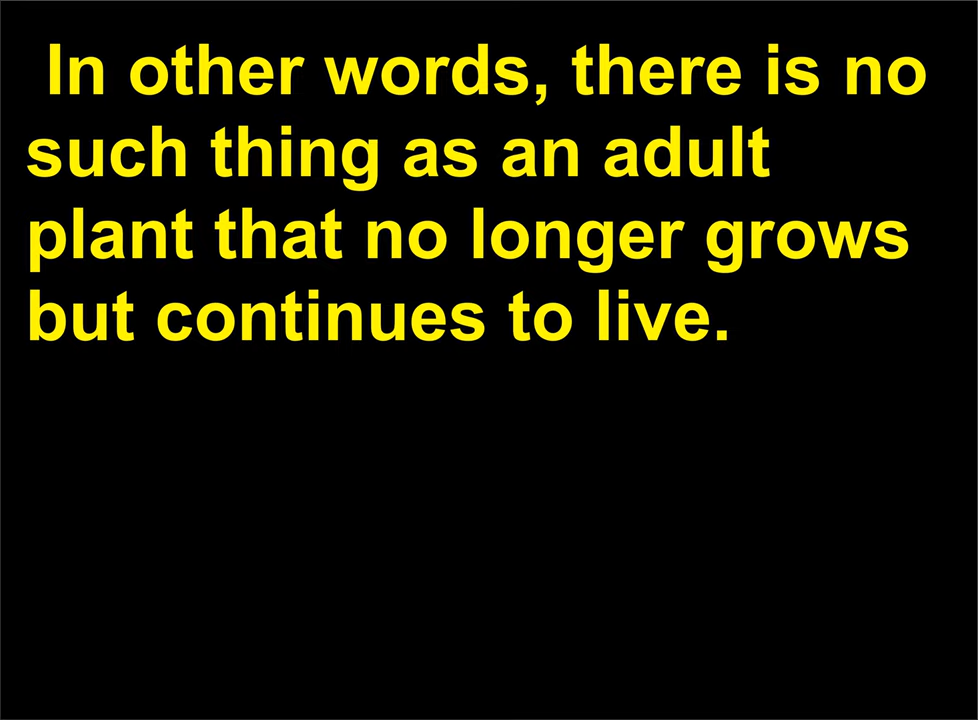 In other words, there is no
such thing as an adult
plant that no longer grows
but continues to live.